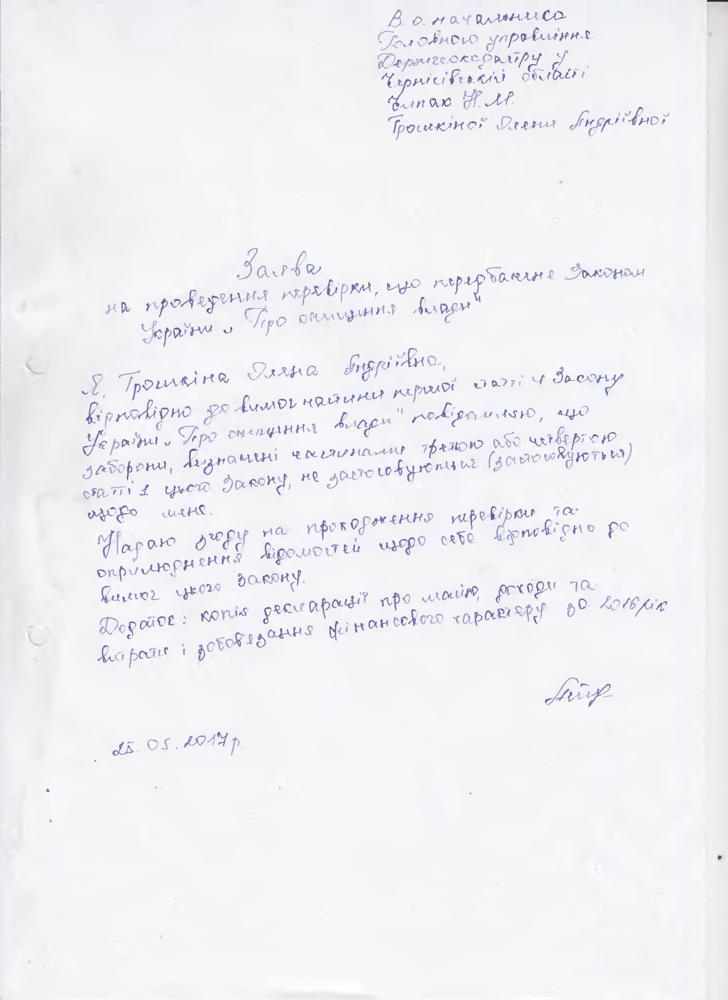 В. о. начальника
Головного управління
Держгеокадастру у
Чернігівській області
Чипак Н. М.
Трошкіної Олени Андріївної
Заява
на проведення перевірки, що передбачене Законом
України „Про очищення влади"
Я, Трошкіна Олена Андріївна,
відповідно до вимог частини першої статті 4 Закону
України „Про очищення влади" повідомляю, що
заборони, визначені частинами третьою або четвертою
статті 1 цього Закону, не застосовуються (застосовуються)
щодо мене.
Надаю згоду на проходження перевірки та
оприлюднення відомостей щодо себе відповідно до
вимог цього Закону.
Додаток: копія декларації про майно, доходи та
витрати і зобов'язання фінансового характеру за 2016 рік
25. 05. 2017 р.